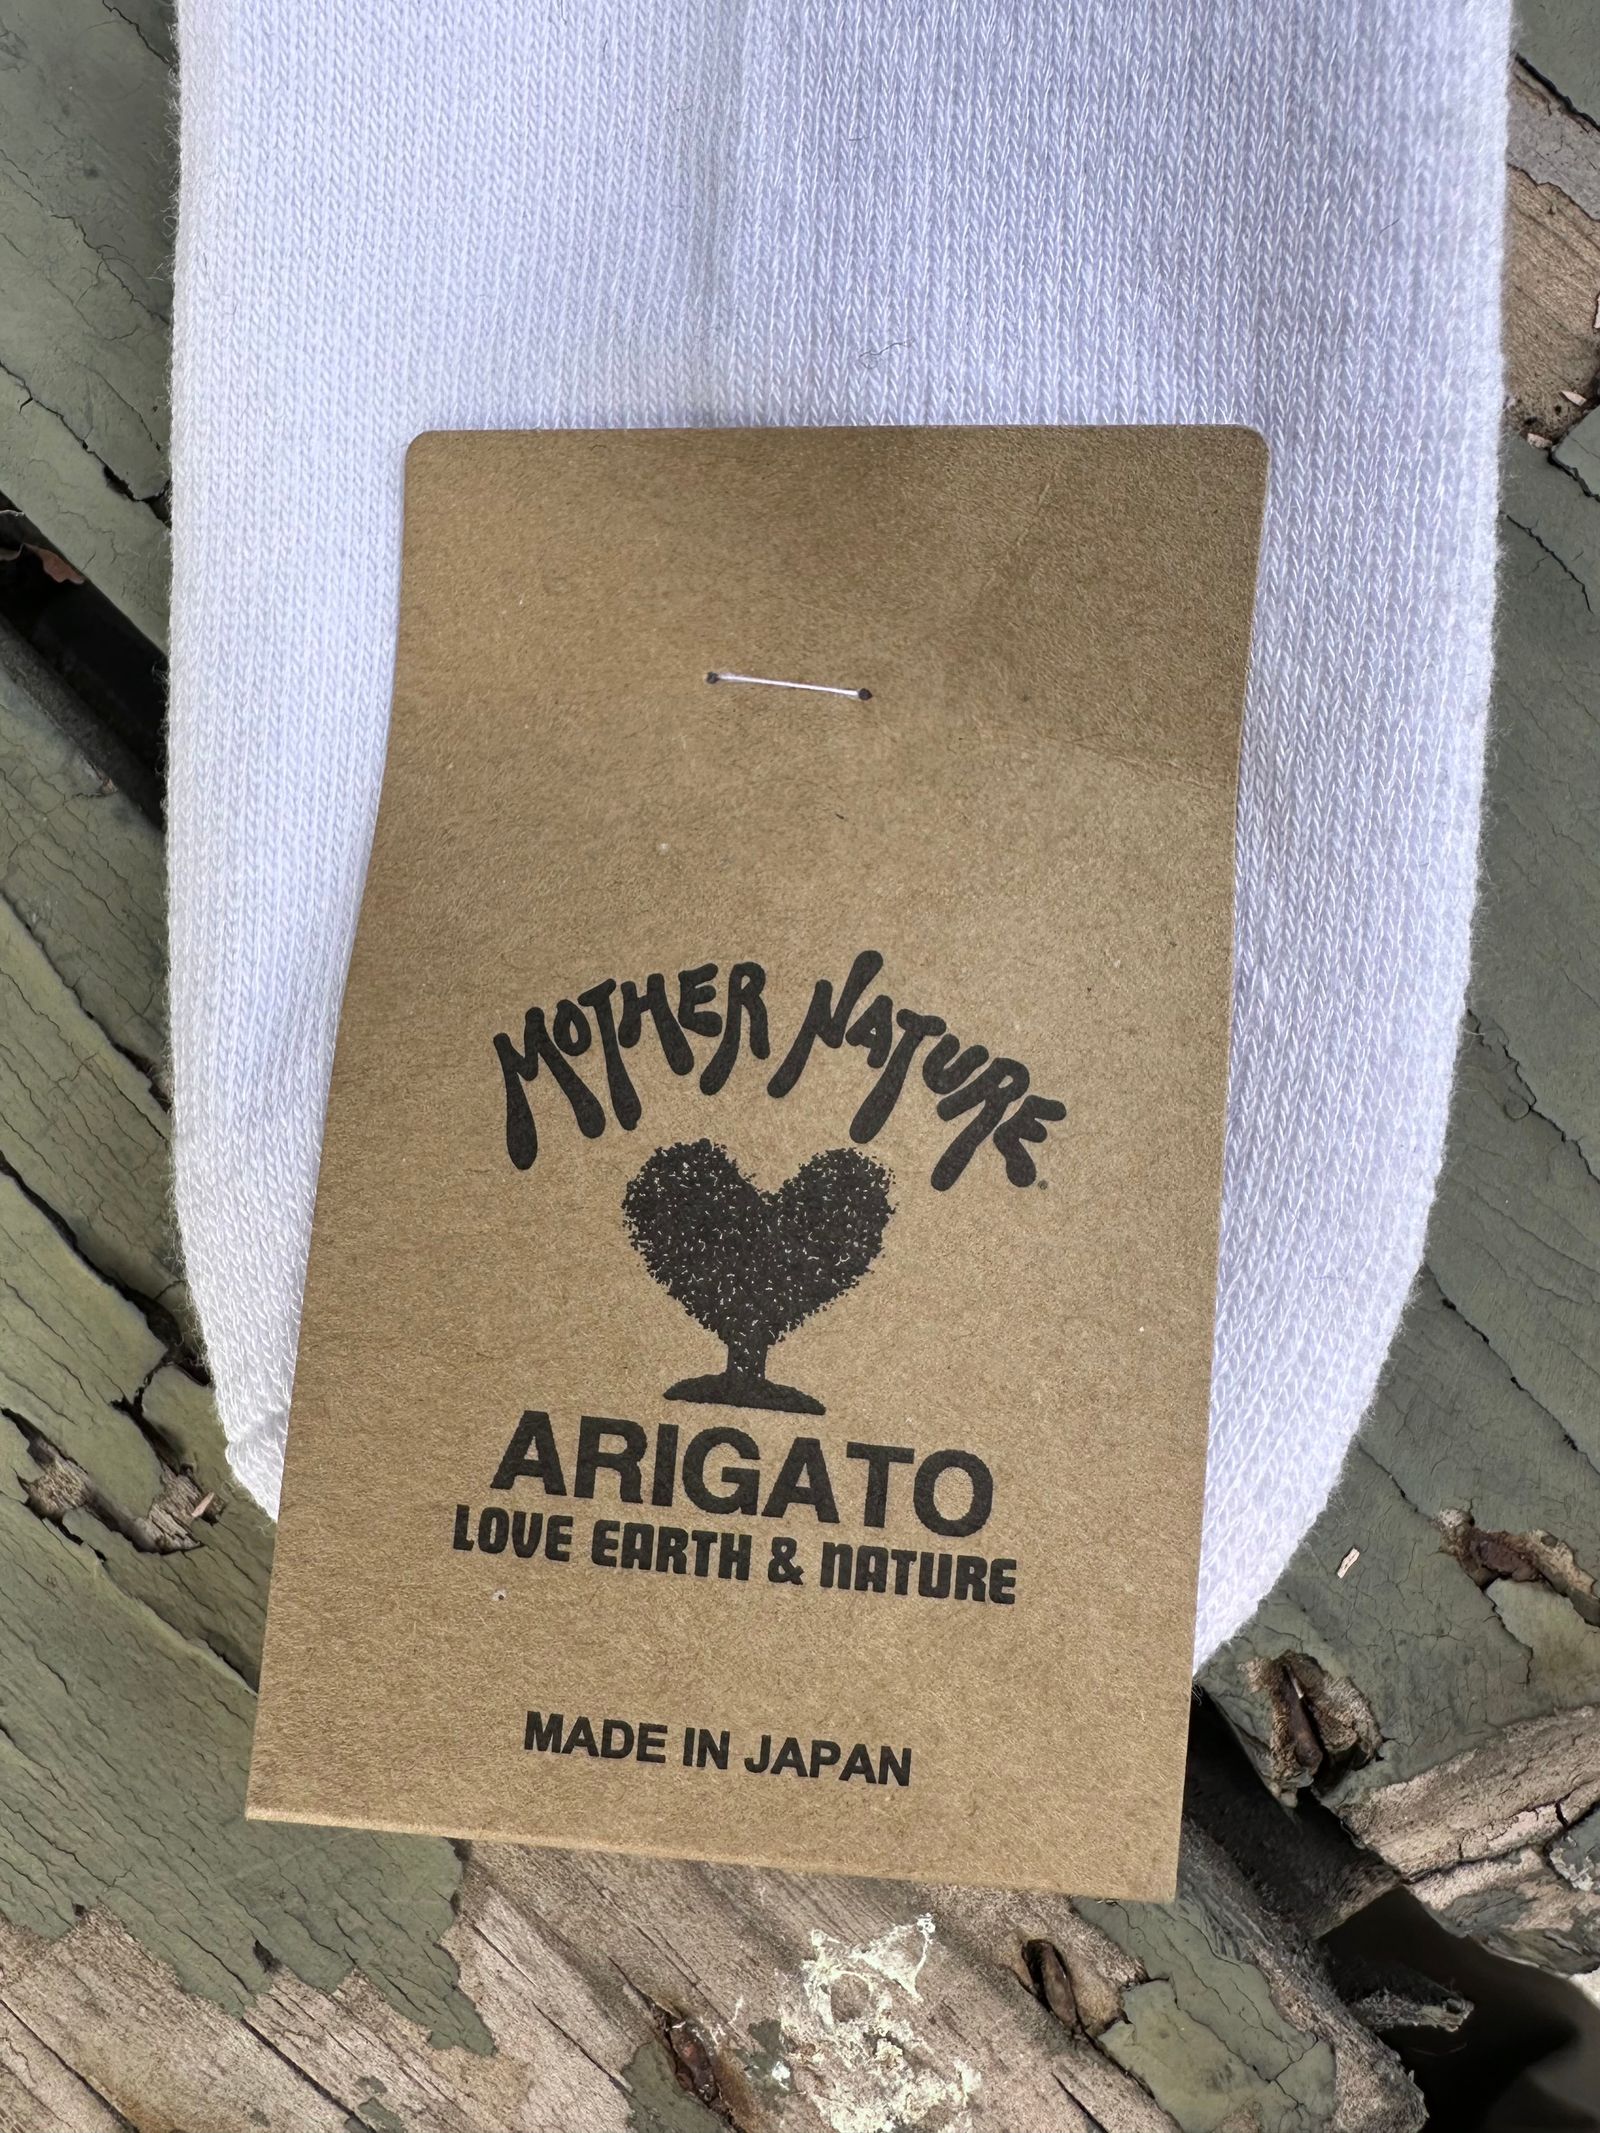 MOTHER NATURE
ARIGATO
LOVE EARTH & NATURE
MADE IN JAPAN